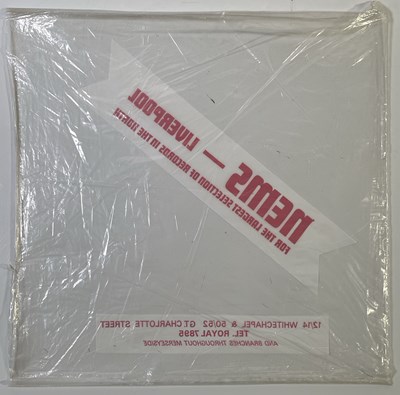 NEMS — LIVERPOOL
FOR THE LARGEST SELECTION OF RECORDS IN THE NORTH
12/14 WHITECHAPEL & 50/52 GT CHARLOTTE STREET
TEL. ROYAL 7895
AND BRANCHES THROUGHOUT MERSEYSIDE